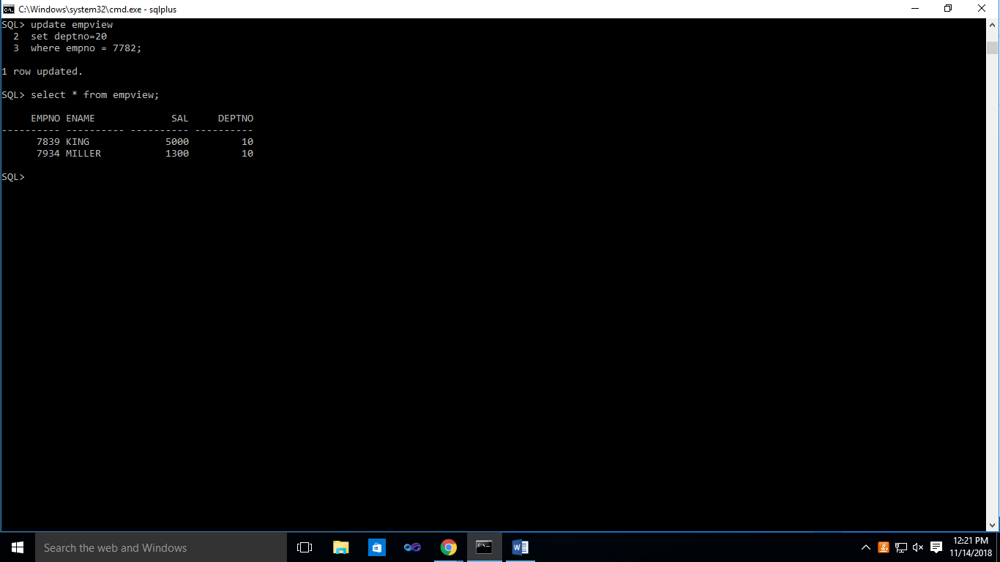 C:\Windows\system32\cmd.exe - sqlplus
SQL> update empview
  2  set deptno=20
  3  where empno = 7782;
1 row updated.
SQL> select * from empview;
     EMPNO ENAME             SAL     DEPTNO
---------- ---------- ---------- ----------
      7839 KING             5000         10
      7934 MILLER           1300         10
SQL>
Search the web and Windows
12:21 PM
11/14/2018